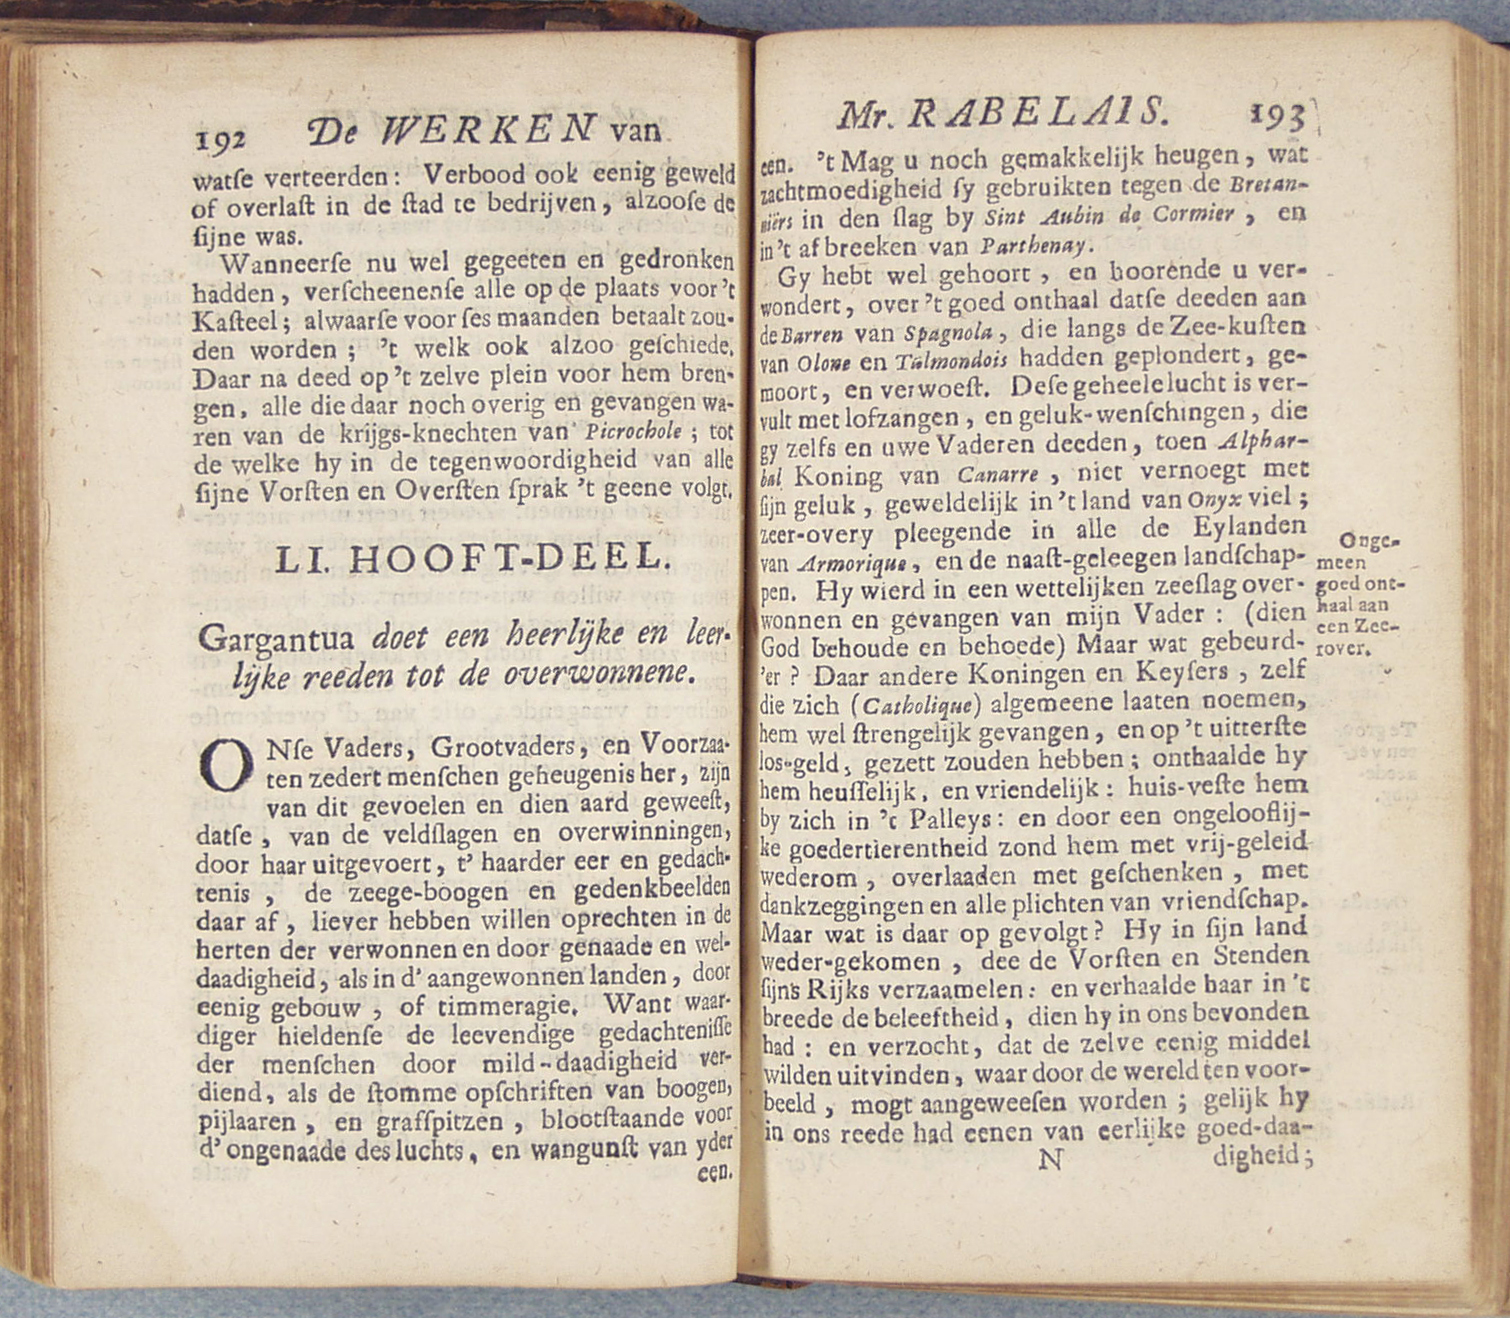 192 De WERKEN van
watſe verteerden: Verbood ook eenig geweld
of overlaſt in de ſtad te bedrijven, alzooſe de
ſijne was.
Wanneerſe nu wel gegeeten en gedronken
hadden, verſcheenenſe alle op de plaats voor 't
Kaſteel; alwaarſe voor ſes maanden betaalt zou-
den worden; 't welk ook alzoo geſchiede.
Daar na deed op 't zelve plein voor hem bren-
gen, alle die daar noch overig en gevangen wa-
ren van de krijgs-knechten van Picrochole; tot
de welke hy in de tegenwoordigheid van alle
ſijne Vorſten en Overſten ſprak 't geene volgt.
LI. HOOFT-DEEL.
Gargantua doet een heerlijke en leer-
lijke reeden tot de overwonnene.
ONſe Vaders, Grootvaders, en Voorzaa-
ten zedert menſchen geheugenis her, zijn
van dit gevoelen en dien aard geweeſt,
datſe, van de veldſlagen en overwinningen,
door haar uitgevoert, t' haarder eer en gedach-
tenis, de zeege-boogen en gedenkbeelden
daar af, liever hebben willen oprechten in de
herten der verwonnen en door genaade en wel-
daadigheid, als in d' aangewonnen landen, door
eenig gebouw, of timmeragie. Want waar-
diger hieldenſe de leevendige gedachteniſſe
der menſchen door mild-daadigheid ver-
diend, als de ſtomme opſchriften van boogen,
pijlaaren, en grafſpitzen, blootſtaande voor
d' ongenaade des luchts, en wangunſt van yder
een.
Mr. RABELAIS. 193
een. 't Mag u noch gemakkelijk heugen, wat
zachtmoedigheid ſy gebruikten tegen de Bretan-
niërs in den ſlag by Sint Aubin de Cormier, en
in 't afbreeken van Parthenay.
Gy hebt wel gehoort, en hoorende u ver-
wondert, over 't goed onthaal datſe deeden aan
de Barren van Spagnola, die langs de Zee-kuſten
van Olone en Talmondois hadden geplondert, ge-
moort, en verwoeſt. Deſe geheele lucht is ver-
vult met lofzangen, en geluk-wenſchingen, die
gy zelfs en uwe Vaderen deeden, toen Alphar-
bal Koning van Canarre, niet vernoegt met
ſijn geluk, geweldelijk in 't land van Onyx viel;
zeer-overy pleegende in alle de Eylanden
van Armorique, en de naaſt-geleegen landſchap-
pen. Hy wierd in een wettelijken zeeſlag over-
wonnen en gevangen van mijn Vader: (dien
God behoude en behoede) Maar wat gebeurd-
'er? Daar andere Koningen en Keyſers, zelf
die zich (Catholique) algemeene laaten noemen,
hem wel ſtrengelijk gevangen, en op 't uitterſte
los-geld, gezett zouden hebben; onthaalde hy
hem heuſſelijk, en vriendelijk: huis-veſte hem
by zich in 't Palleys: en door een ongelooflij-
ke goedertierentheid zond hem met vrij-geleid
wederom, overlaaden met geſchenken, met
dankzeggingen en alle plichten van vriendſchap.
Maar wat is daar op gevolgt? Hy in ſijn land
weder-gekomen, dee de Vorſten en Stenden
ſijns Rijks verzaamelen: en verhaalde haar in 't
breede de beleeftheid, dien hy in ons bevonden
had: en verzocht, dat de zelve eenig middel
wilden uitvinden, waar door de wereld ten voor-
beeld, mogt aangeweeſen worden; gelijk hy
in ons reede had eenen van eerlijke goed-daa-
N digheid;
Onge-
meen
goed ont-
haal aan
een Zee-
rover.